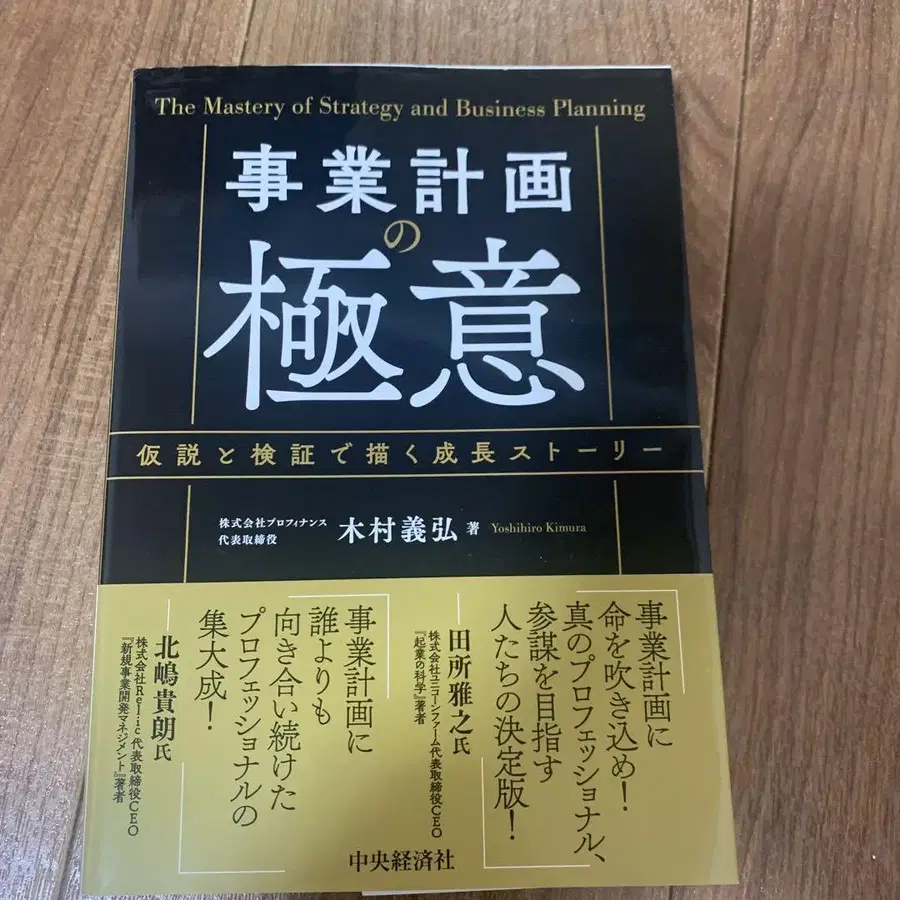 The Mastery of Strategy and Business Planning
事業計画
の
極意
仮説と検証で描く成長ストーリー
株式会社プロフィナンス
代表取締役
木村義弘 著 Yoshihiro Kimura
事業計画に
命を吹き込め！
真のプロフェッショナル、
参謀を目指す
人たちの決定版！
田所雅之氏
株式会社ユニコーンファーム代表取締役CEO
『起業の科学』著者
事業計画に
誰よりも
向き合い続けた
プロフェッショナルの
集大成！
北嶋貴朗氏
株式会社Relic代表取締役CEO
『新規事業開発マネジメント』著者
中央経済社